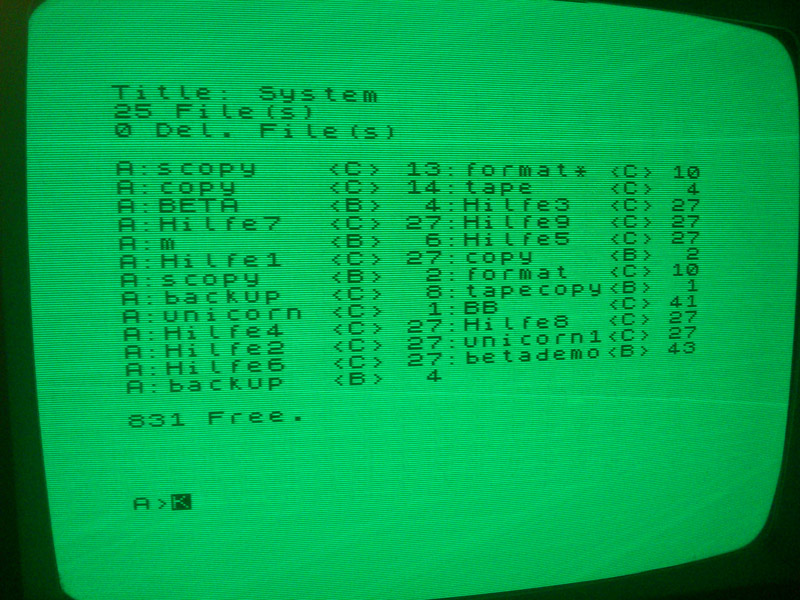 Title: System
25 File(s)
0 Del. File(s)
A:scopy <C> 13:format* <C> 10
A:copy <C> 14:tape <C> 4
A:BETA <B> 4:Hilfe3 <C> 27
A:Hilfe7 <C> 27:Hilfe9 <C> 27
A:m <B> 6:Hilfe5 <C> 27
A:Hilfe1 <C> 27:copy <B> 2
A:scopy <B> 2:format <C> 10
A:backup <C> 8:tapecopy<B> 1
A:unicorn <C> 1:BB <C> 41
A:Hilfe4 <C> 27:Hilfe8 <C> 27
A:Hilfe2 <C> 27:unicorn1<C> 27
A:Hilfe6 <C> 27:betademo<B> 43
A:backup <B> 4
831 Free.
A>K